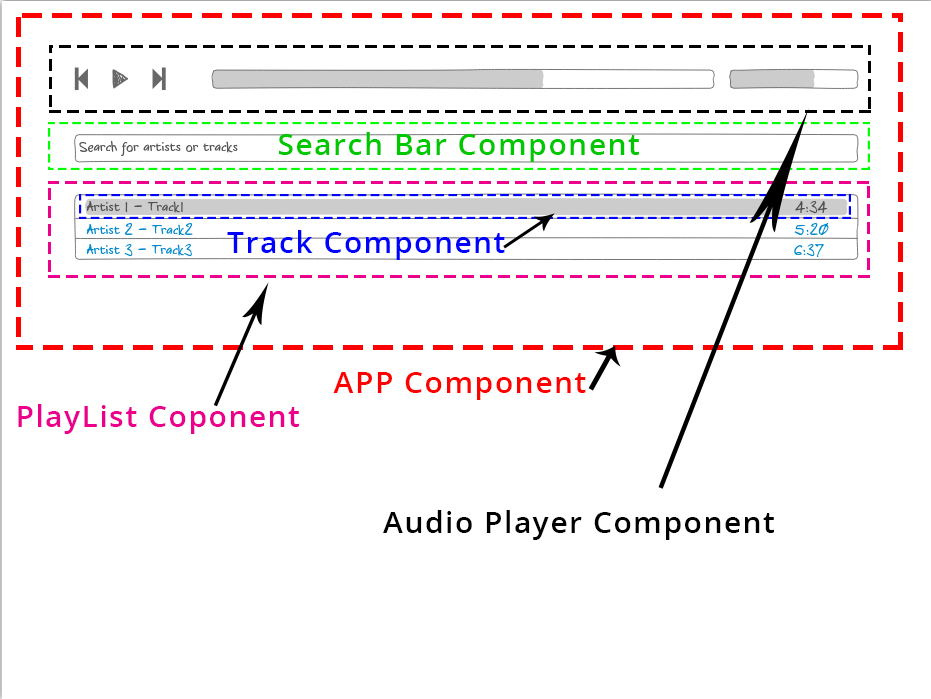 Search for artists or tracks
Search Bar Component
Artist 1 - Track1 4:34
Artist 2 - Track2 5:20
Track Component
Artist 3 - Track3 6:37
APP Component
PlayList Coponent
Audio Player Component